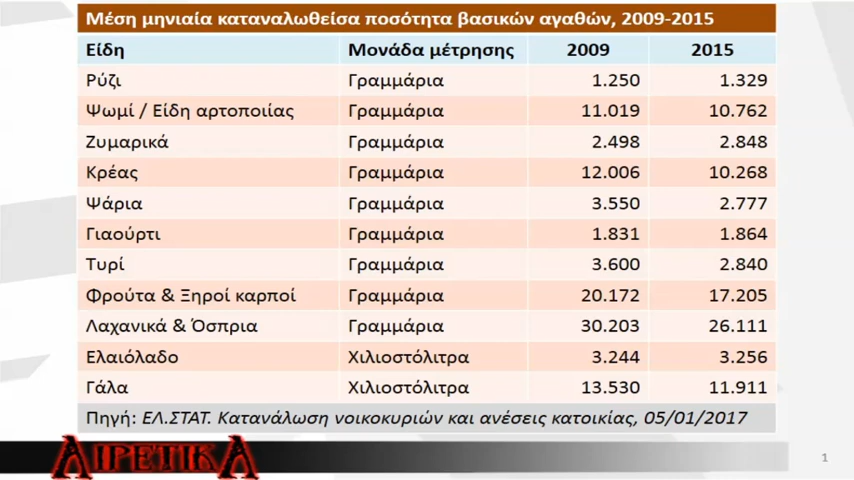 Μέση μηνιαία καταναλωθείσα ποσότητα βασικών αγαθών, 2009-2015
Είδη Μονάδα μέτρησης 2009 2015
Ρύζι Γραμμάρια 1.250 1.329
Ψωμί / Είδη αρτοποιίας Γραμμάρια 11.019 10.762
Ζυμαρικά Γραμμάρια 2.498 2.848
Κρέας Γραμμάρια 12.006 10.268
Ψάρια Γραμμάρια 3.550 2.777
Γιαούρτι Γραμμάρια 1.831 1.864
Τυρί Γραμμάρια 3.600 2.840
Φρούτα & Ξηροί καρποί Γραμμάρια 20.172 17.205
Λαχανικά & Όσπρια Γραμμάρια 30.203 26.111
Ελαιόλαδο Χιλιοστόλιτρα 3.244 3.256
Γάλα Χιλιοστόλιτρα 13.530 11.911
Πηγή: ΕΛ.ΣΤΑΤ. Κατανάλωση νοικοκυριών και ανέσεις κατοικίας, 05/01/2017
ΑΙΡΕΤΙΚΑ
1